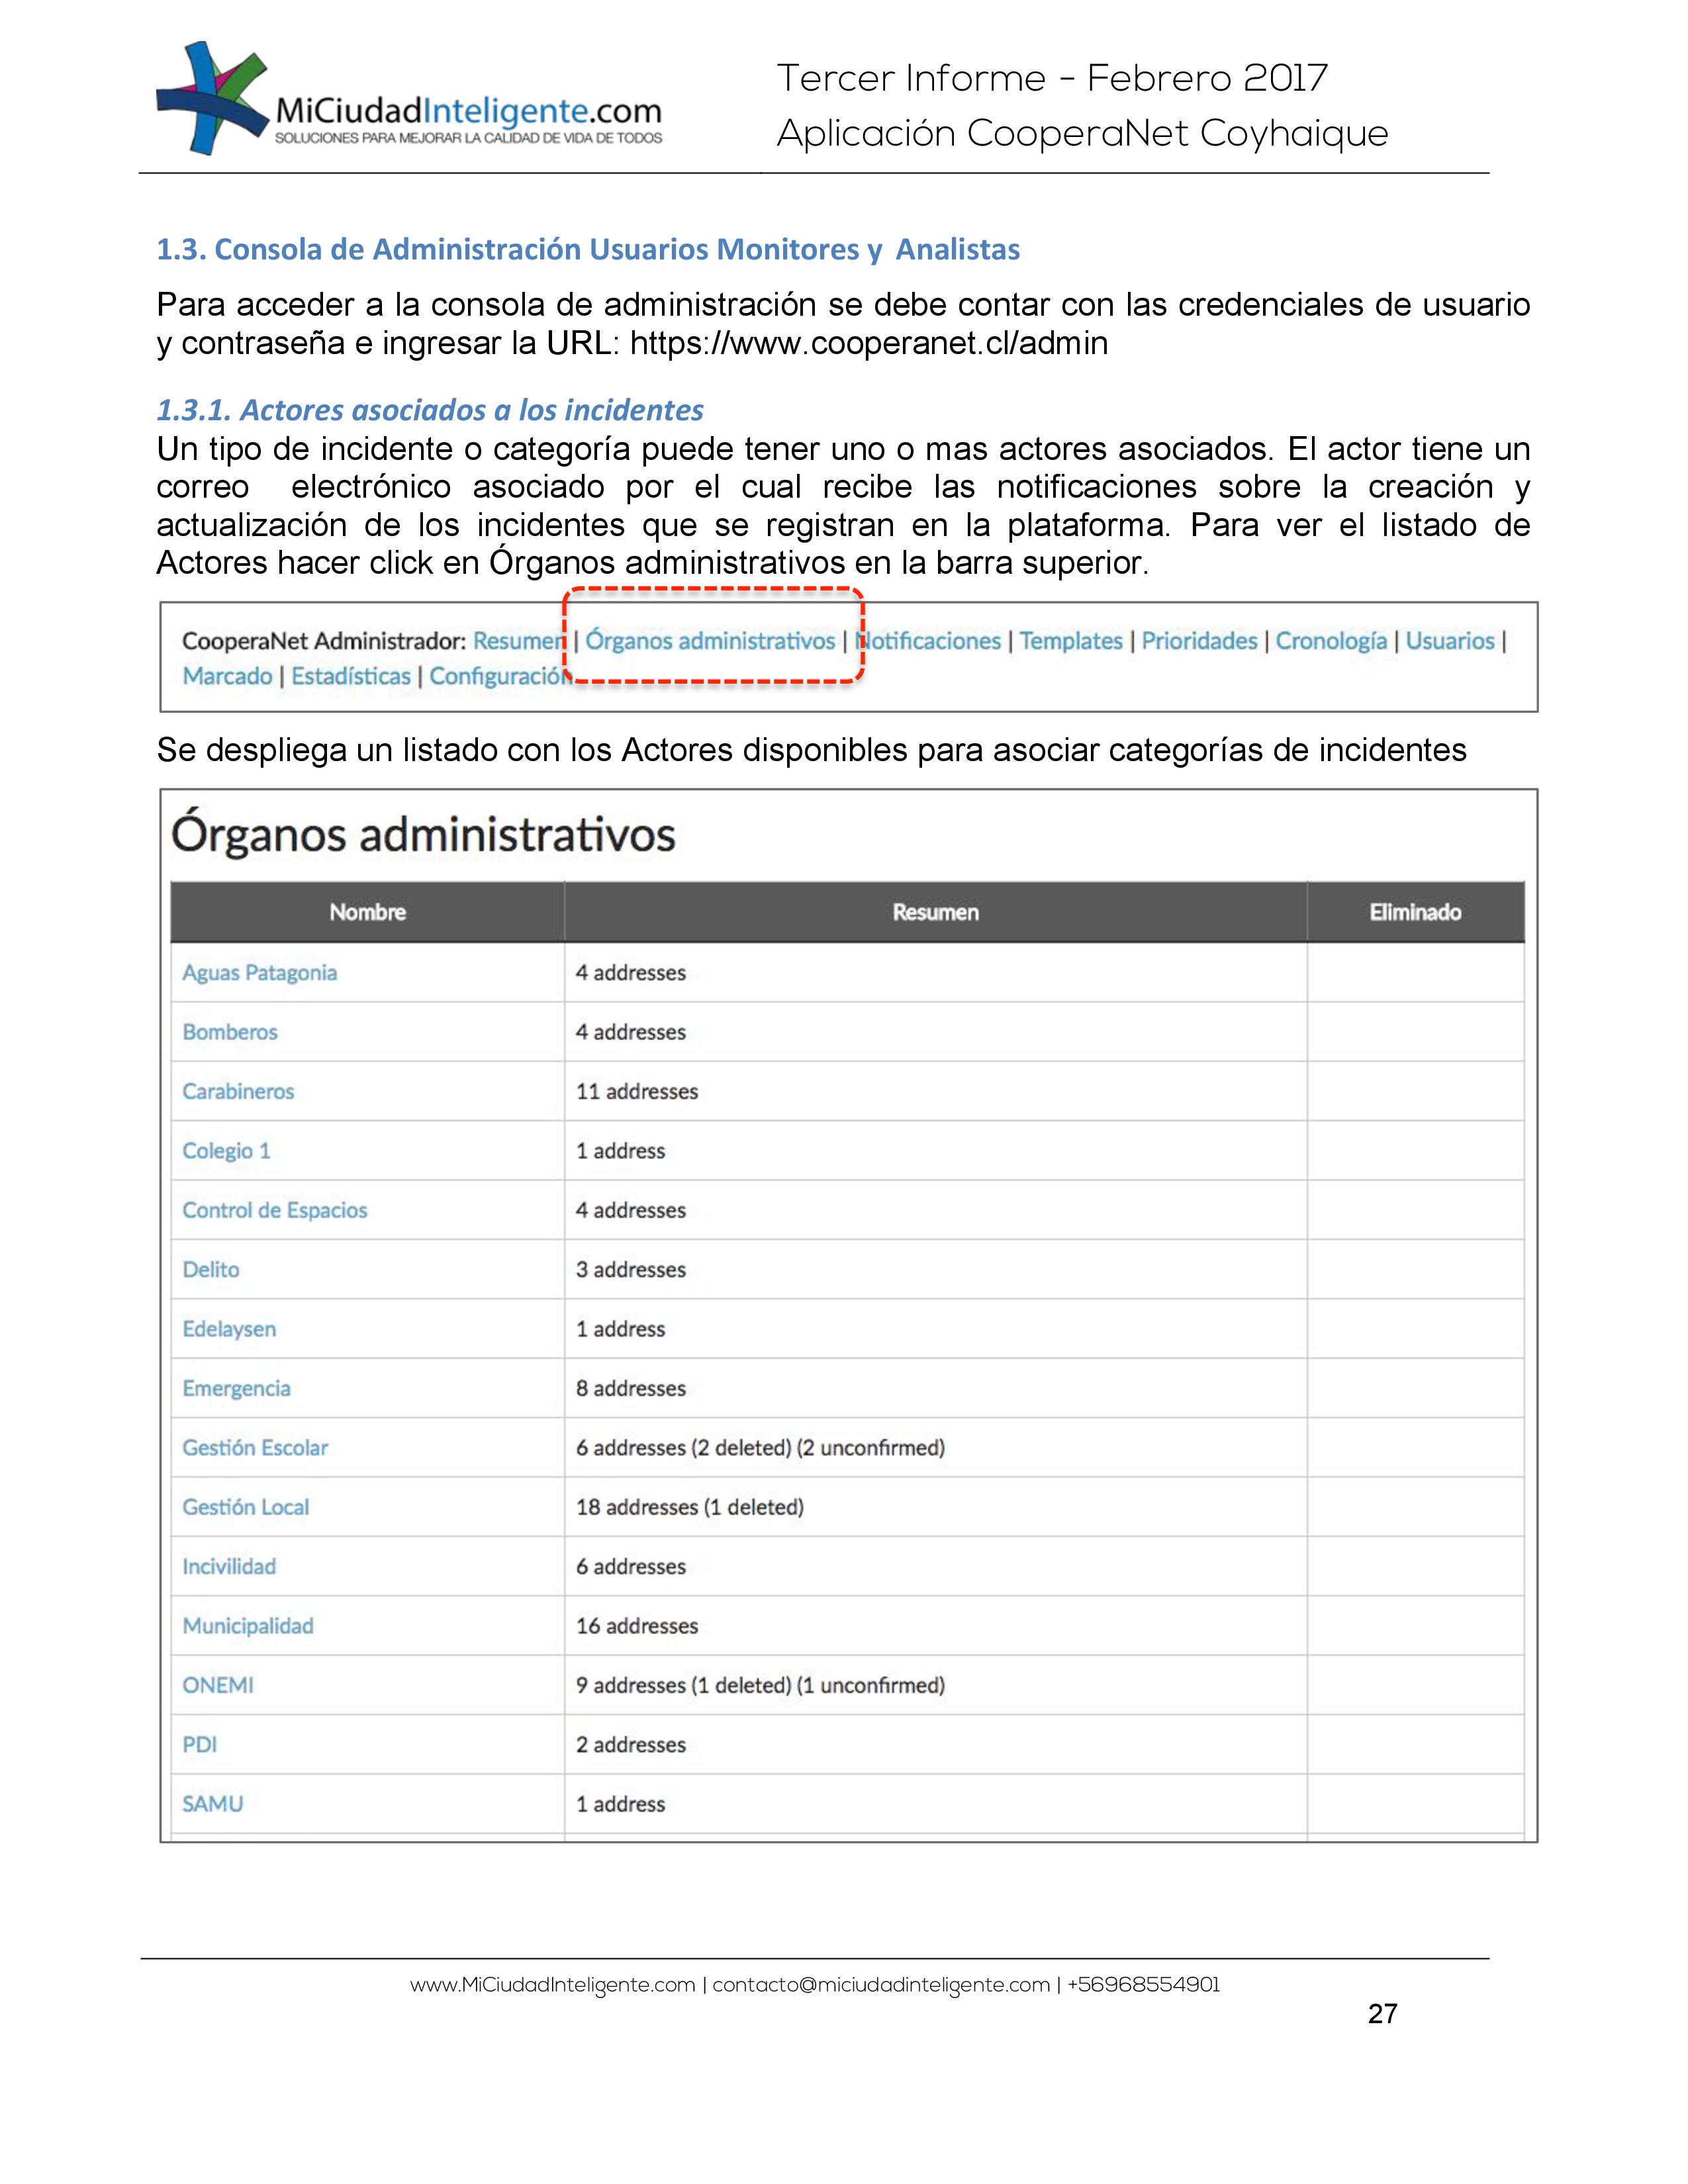 MiCiudadInteligente.com
SOLUCIONES PARA MEJORAR LA CALIDAD DE VIDA DE TODOS
Tercer Informe - Febrero 2017
Aplicación CooperaNet Coyhaique
1.3. Consola de Administración Usuarios Monitores y Analistas
Para acceder a la consola de administración se debe contar con las credenciales de usuario
y contraseña e ingresar la URL: https://www.cooperanet.cl/admin
1.3.1. Actores asociados a los incidentes
Un tipo de incidente o categoría puede tener uno o mas actores asociados. El actor tiene un
correo electrónico asociado por el cual recibe las notificaciones sobre la creación y
actualización de los incidentes que se registran en la plataforma. Para ver el listado de
Actores hacer click en Órganos administrativos en la barra superior.
CooperaNet Administrador: Resumen | Órganos administrativos | Notificaciones | Templates | Prioridades | Cronología | Usuarios |
Marcado | Estadísticas | Configuración
Se despliega un listado con los Actores disponibles para asociar categorías de incidentes
Órganos administrativos
Nombre Resumen Eliminado
Aguas Patagonia 4 addresses
Bomberos 4 addresses
Carabineros 11 addresses
Colegio 1 1 address
Control de Espacios 4 addresses
Delito 3 addresses
Edelaysen 1 address
Emergencia 8 addresses
Gestión Escolar 6 addresses (2 deleted) (2 unconfirmed)
Gestión Local 18 addresses (1 deleted)
Incivilidad 6 addresses
Municipalidad 16 addresses
ONEMI 9 addresses (1 deleted) (1 unconfirmed)
PDI 2 addresses
SAMU 1 address
www.MiCiudadInteligente.com | contacto@miciudadinteligente.com | +56968554901
27